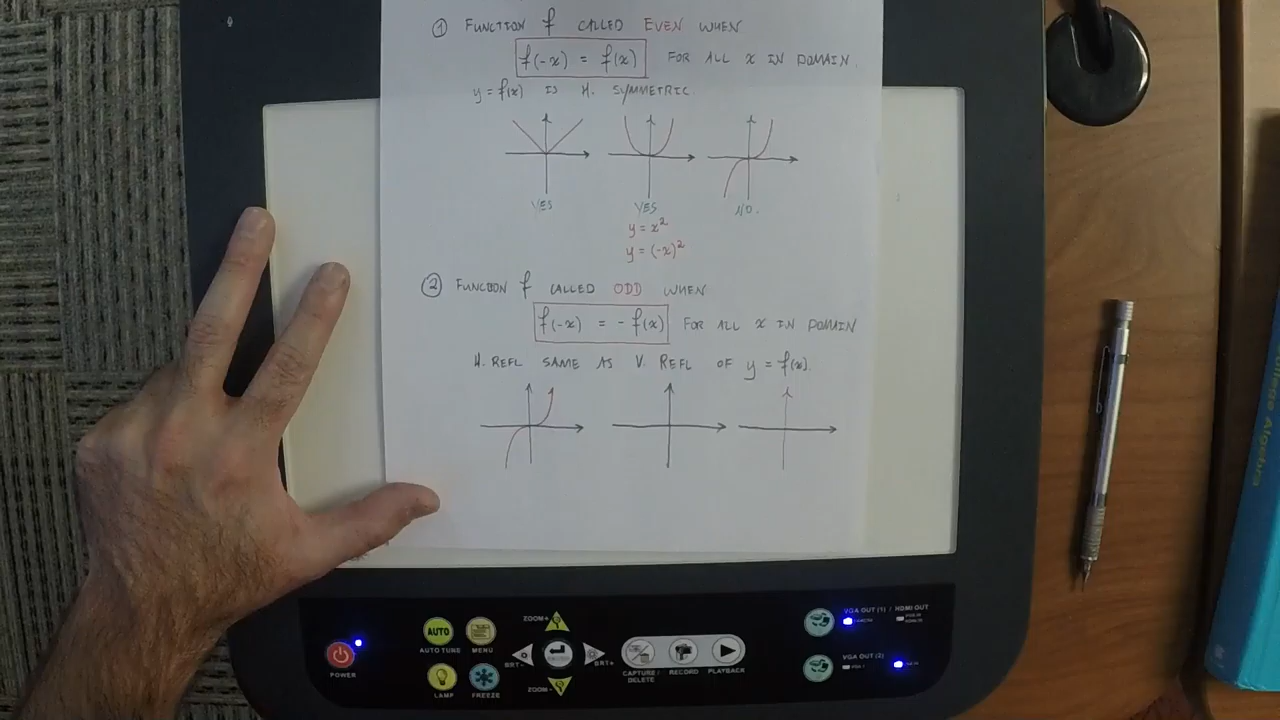 ① FUNCTION f CALLED EVEN WHEN
f(-x) = f(x) FOR ALL x IN DOMAIN.
y = f(x) IS H. SYMMETRIC.
YES YES NO.
y = x²
y = (-x)²
② FUNCTION f CALLED ODD WHEN
f(-x) = - f(x) FOR ALL x IN DOMAIN
H. REFL SAME AS V. REFL OF y = f(x).
College Algebra
ZOOM+
AUTO
AUTO TUNE MENU
BRT- BRT+
CAPTURE / DELETE RECORD PLAYBACK
POWER
LAMP FREEZE
ZOOM-
VGA OUT (1) / HDMI OUT
VGA OUT (2)